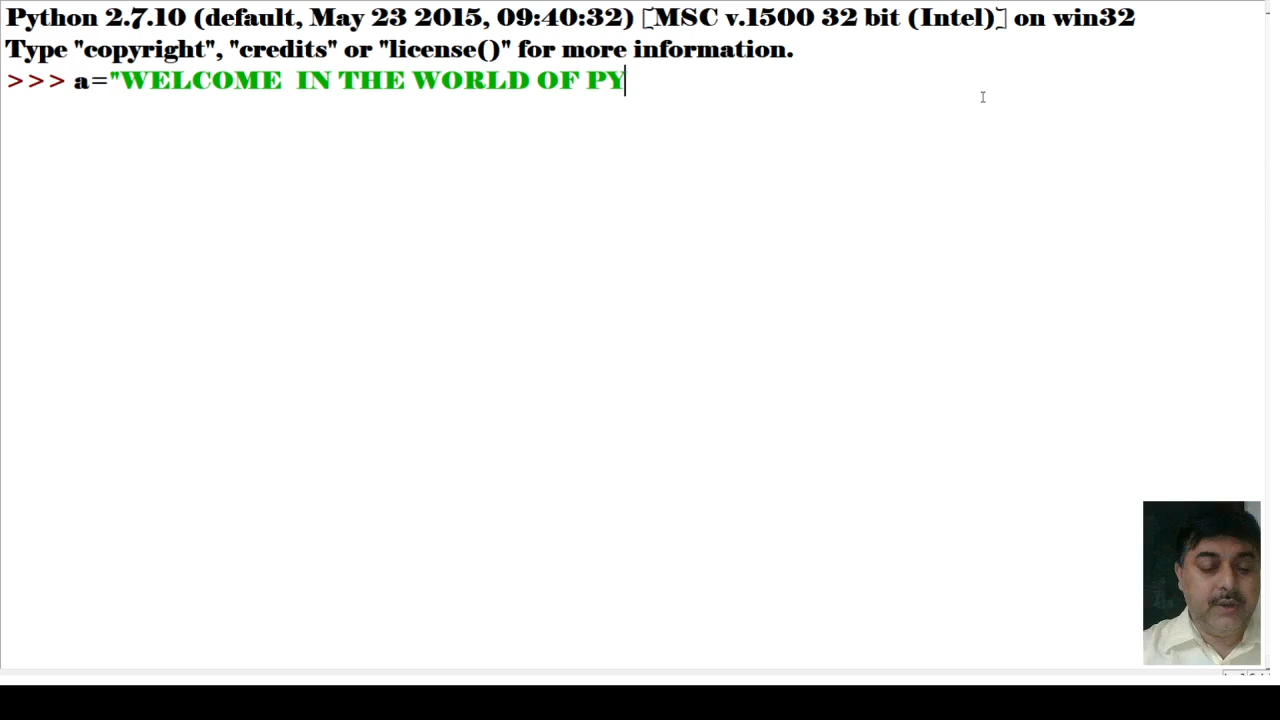 Python 2.7.10 (default, May 23 2015, 09:40:32) [MSC v.1500 32 bit (Intel)] on win32
Type "copyright", "credits" or "license()" for more information.
>>> a="WELCOME  IN THE WORLD OF PY